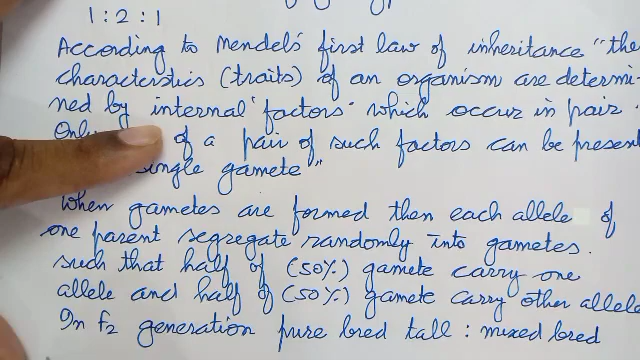 1 : 2 : 1
According to Mendel's first law of inheritance "the
characterstics (traits) of an organism are determi-
ned by internal 'factors' which occur in pair.
Only of a pair of such factors can be present
single gamete"
When gametes are formed then each allele of
one parent segregate randomly into gametes.
such that half of (50%) gamete carry one
allele and half of (50%) gamete carry other allele
In f2 generation pure bred tall : mixed bred